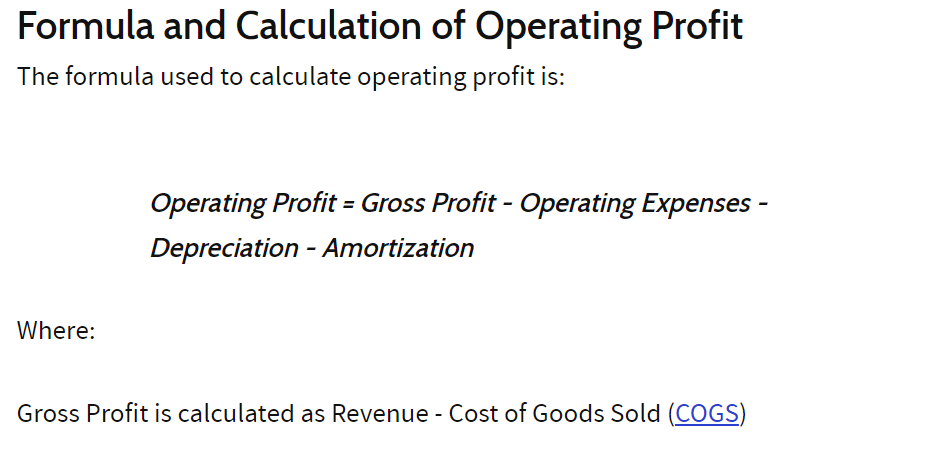 Formula and Calculation of Operating Profit
The formula used to calculate operating profit is:
Operating Profit = Gross Profit - Operating Expenses -
Depreciation - Amortization
Where:
Gross Profit is calculated as Revenue - Cost of Goods Sold (COGS)